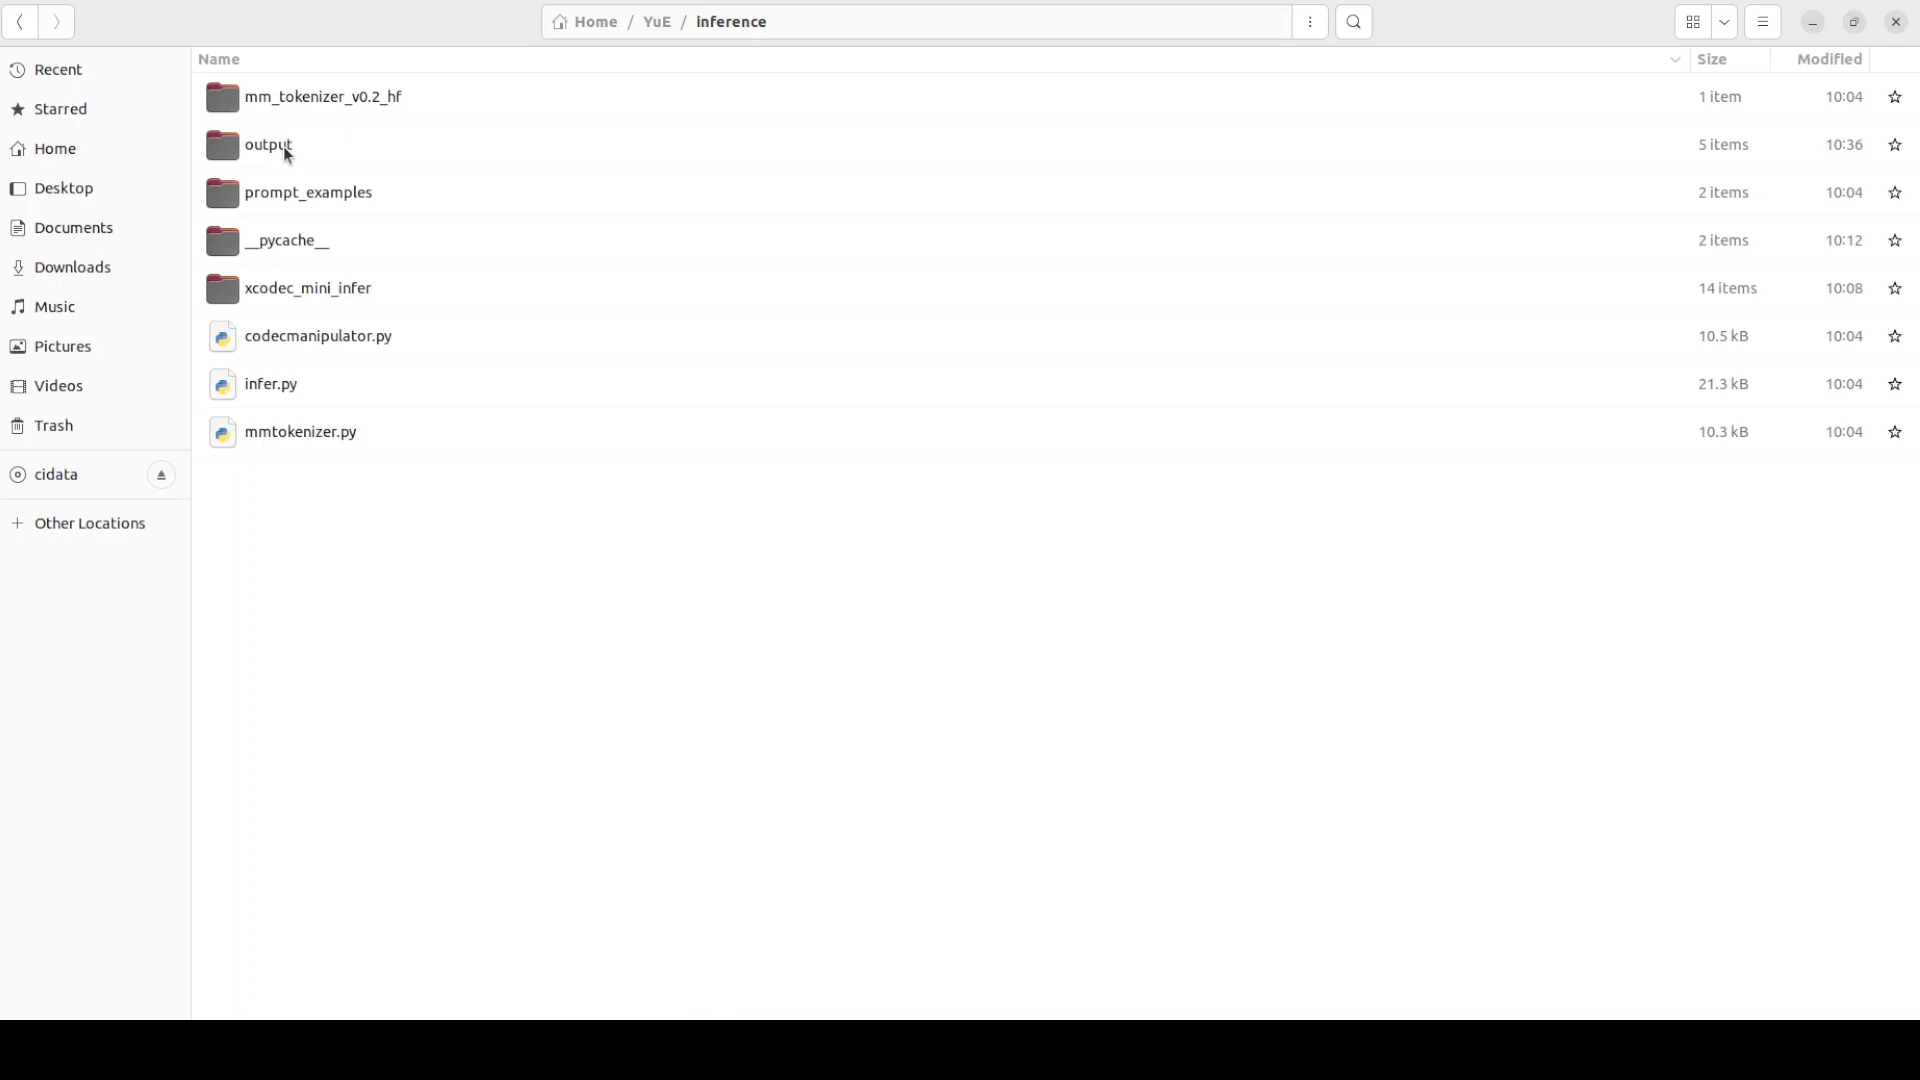 Home / YuE / inference
Name Size Modified
Recent
Starred
Home
Desktop
Documents
Downloads
Music
Pictures
Videos
Trash
cidata
Other Locations
mm_tokenizer_v0.2_hf 1 item 10:04
output 5 items 10:36
prompt_examples 2 items 10:04
__pycache__ 2 items 10:12
xcodec_mini_infer 14 items 10:08
codecmanipulator.py 10.5 kB 10:04
infer.py 21.3 kB 10:04
mmtokenizer.py 10.3 kB 10:04